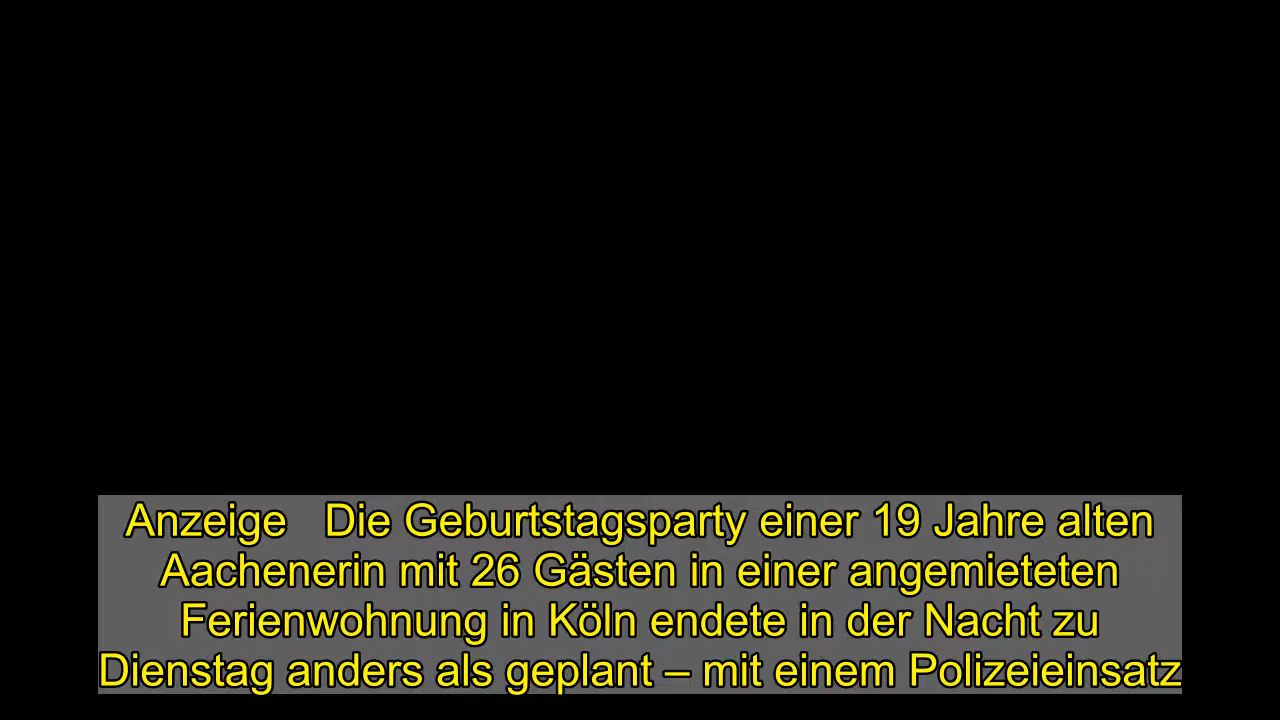 Anzeige   Die Geburtstagsparty einer 19 Jahre alten
Aachenerin mit 26 Gästen in einer angemieteten
Ferienwohnung in Köln endete in der Nacht zu
Dienstag anders als geplant – mit einem Polizeieinsatz